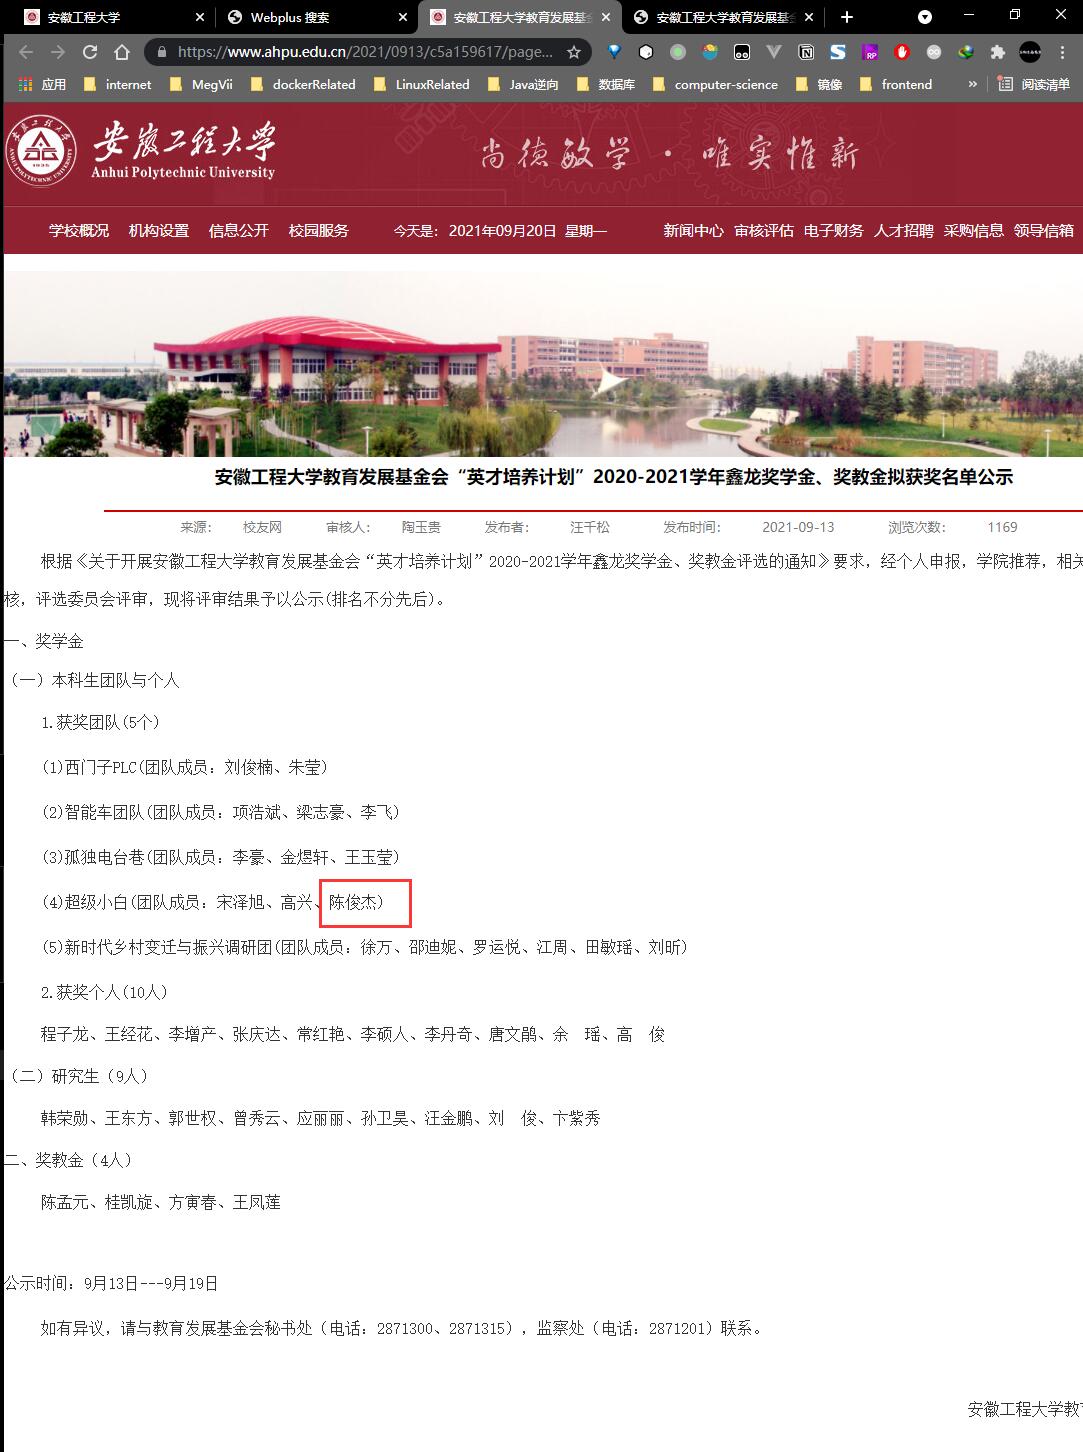 安徽工程大学
Webplus 搜索
安徽工程大学教育发展基
安徽工程大学教育发展基
https://www.ahpu.edu.cn/2021/0913/c5a159617/page...
应用
internet
MegVii
dockerRelated
LinuxRelated
Java逆向
数据库
computer-science
镜像
frontend
»
阅读清单
安徽工程大学
Anhui Polytechnic University
尚德敏学·唯实惟新
学校概况 机构设置 信息公开 校园服务 今天是：2021年09月20日 星期一 新闻中心 审核评估 电子财务 人才招聘 采购信息 领导信箱
安徽工程大学教育发展基金会“英才培养计划”2020-2021学年鑫龙奖学金、奖教金拟获奖名单公示
来源： 校友网 审核人： 陶玉贵 发布者： 汪千松 发布时间： 2021-09-13 浏览次数： 1169
根据《关于开展安徽工程大学教育发展基金会“英才培养计划”2020-2021学年鑫龙奖学金、奖教金评选的通知》要求，经个人申报，学院推荐，相关
核，评选委员会评审，现将评审结果予以公示(排名不分先后)。
一、奖学金
（一）本科生团队与个人
1.获奖团队(5个)
(1)西门子PLC(团队成员：刘俊楠、朱莹)
(2)智能车团队(团队成员：项浩斌、梁志豪、李飞)
(3)孤独电台巷(团队成员：李豪、金煜轩、王玉莹)
(4)超级小白(团队成员：宋泽旭、高兴、陈俊杰)
(5)新时代乡村变迁与振兴调研团(团队成员：徐万、邵迪妮、罗运悦、江周、田敏瑶、刘昕)
2.获奖个人(10人)
程子龙、王经花、李增产、张庆达、常红艳、李硕人、李丹奇、唐文鹃、余　瑶、高　俊
（二）研究生（9人）
韩荣勋、王东方、郭世权、曾秀云、应丽丽、孙卫昊、汪金鹏、刘　俊、卞紫秀
二、奖教金（4人）
陈孟元、桂凯旋、方寅春、王凤莲
公示时间：9月13日---9月19日
如有异议，请与教育发展基金会秘书处（电话：2871300、2871315），监察处（电话：2871201）联系。
安徽工程大学教